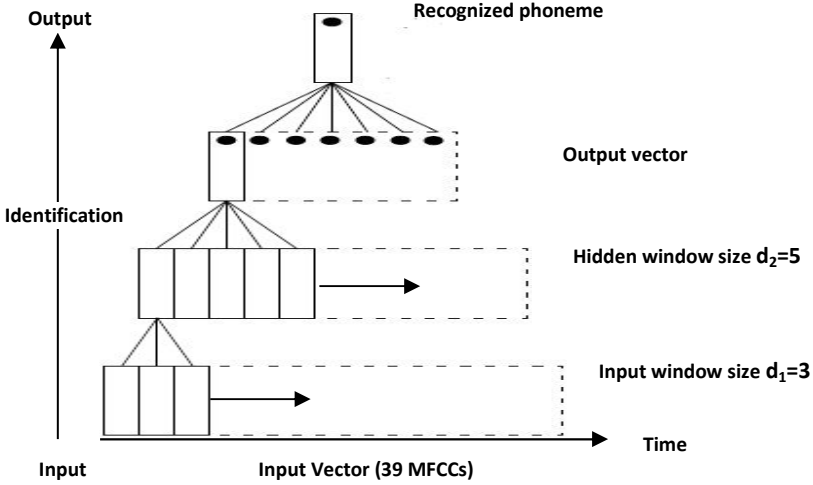 Recognized phoneme
Output
Output vector
Identification
Hidden window size d₂=5
Input window size d₁=3
Time
Input
Input Vector (39 MFCCs)